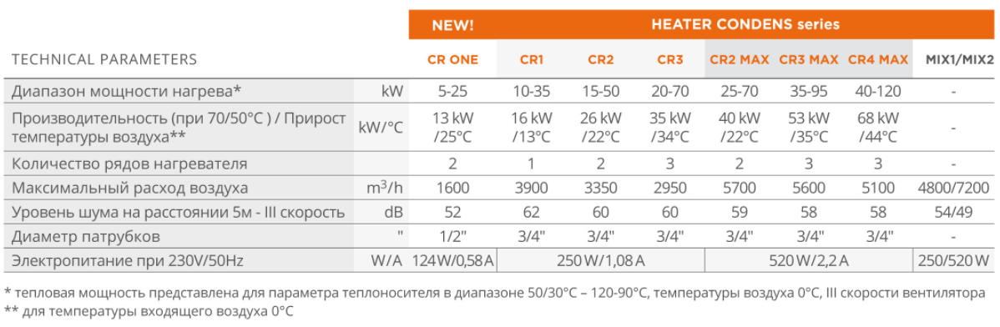 NEW! HEATER CONDENS series
TECHNICAL PARAMETERS CR ONE CR1 CR2 CR3 CR2 MAX CR3 MAX CR4 MAX MIX1/MIX2
Диапазон мощности нагрева* kW 5-25 10-35 15-50 20-70 25-70 35-95 40-120 -
Производительность (при 70/50°C ) / Прирост температуры воздуха** kW/°C 13 kW /25°C 16 kW /13°C 26 kW /22°C 35 kW /34°C 40 kW /22°C 53 kW /35°C 68 kW /44°C -
Количество рядов нагревателя 2 1 2 3 2 3 3 -
Максимальный расход воздуха m³/h 1600 3900 3350 2950 5700 5600 5100 4800/7200
Уровень шума на расстоянии 5м - III скорость dB 52 62 60 60 59 58 58 54/49
Диаметр патрубков " 1/2" 3/4" 3/4" 3/4" 3/4" 3/4" 3/4" -
Электропитание при 230V/50Hz W/A 124W/0,58A 250W/1,08 A 520W/2,2 A 250/520 W
* тепловая мощность представлена для параметра теплоносителя в диапазоне 50/30°C – 120-90°C, температуры воздуха 0°C, III скорости вентилятора
** для температуры входящего воздуха 0°C